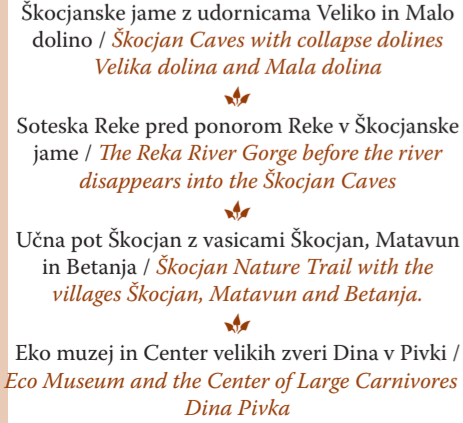 Škocjanske jame z udornicama Veliko in Malo
dolino / Škocjan Caves with collapse dolines
Velika dolina and Mala dolina
Soteska Reke pred ponorom Reke v Škocjanske
jame / The Reka River Gorge before the river
disappears into the Škocjan Caves
Učna pot Škocjan z vasicami Škocjan, Matavun
in Betanja / Škocjan Nature Trail with the
villages Škocjan, Matavun and Betanja.
Eko muzej in Center velikih zveri Dina v Pivki /
Eco Museum and the Center of Large Carnivores
Dina Pivka